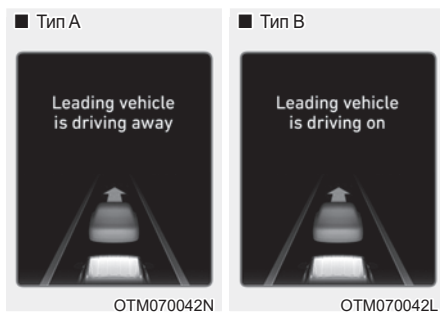 ■ Тип A
Leading vehicle
is driving away
OTM070042N
■ Тип B
Leading vehicle
is driving on
OTM070042L